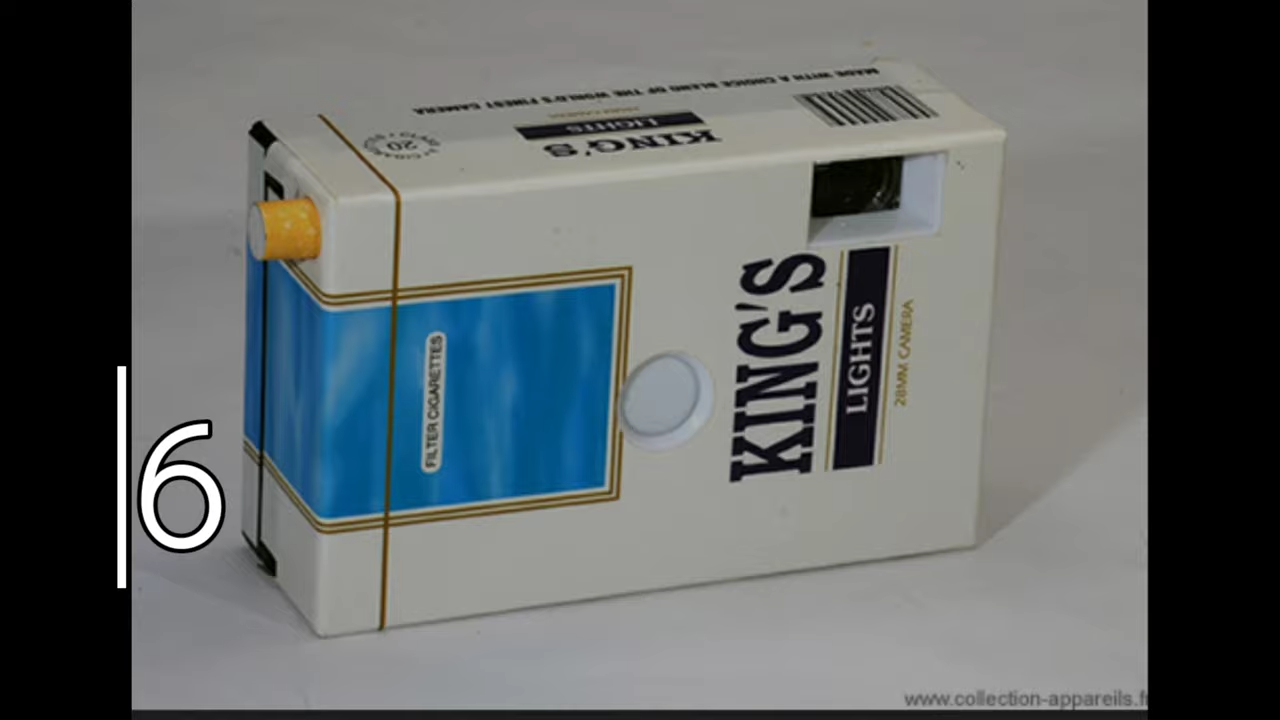 MADE WITH A CHOICE BLEND OF THE WORLD'S FINEST CAMERA
KING'S
LIGHTS
20
FILTER CIGARETTES
KING'S
LIGHTS
28MM CAMERA
6
www.collection-appareils.f